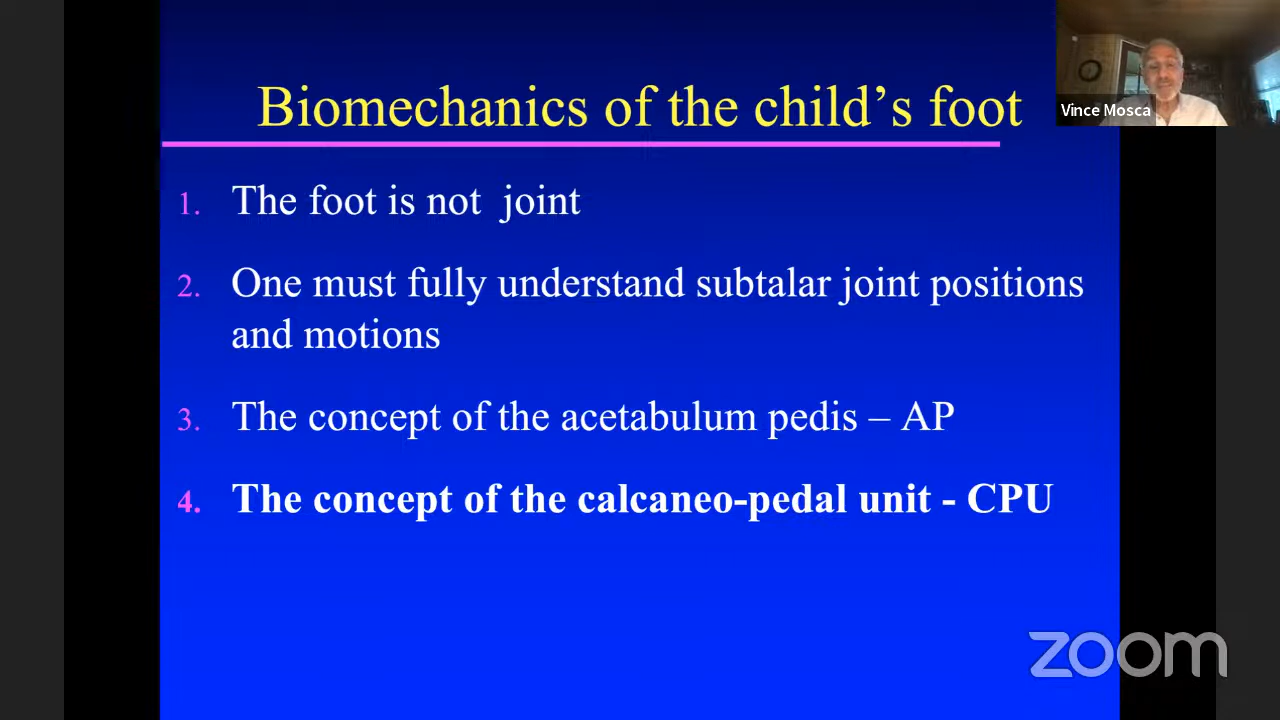 Biomechanics of the child’s foot
Vince Mosca
1. The foot is not  joint
2. One must fully understand subtalar joint positions
and motions
3. The concept of the acetabulum pedis – AP
4. The concept of the calcaneo-pedal unit - CPU
zoom